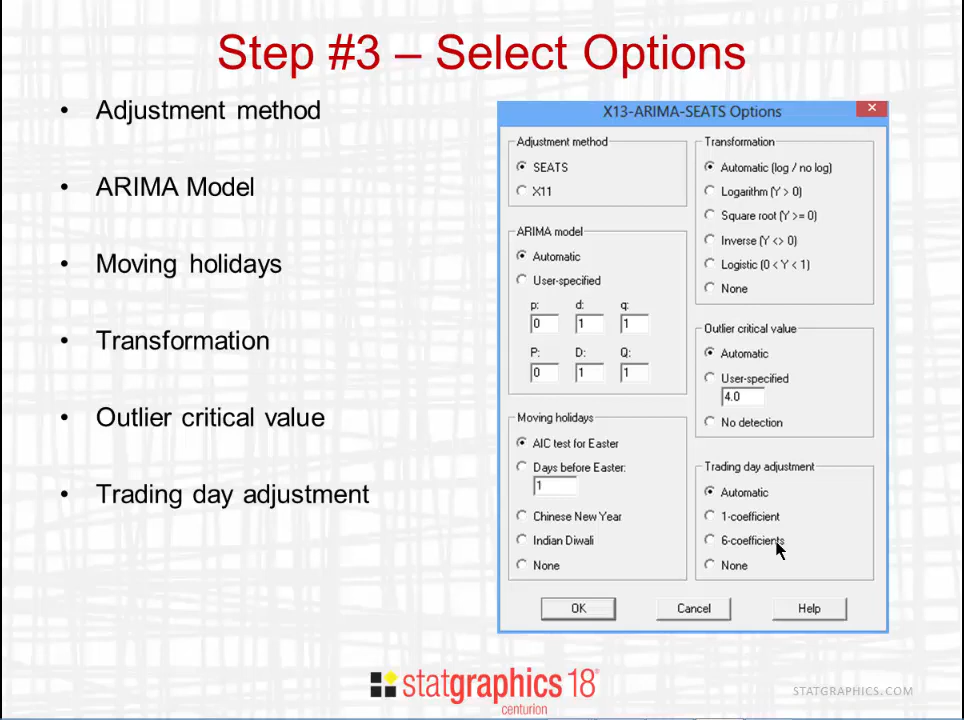 Step #3 – Select Options
• Adjustment method
• ARIMA Model
• Moving holidays
• Transformation
• Outlier critical value
• Trading day adjustment
X13-ARIMA-SEATS Options
Adjustment method
SEATS
X11
ARIMA model
Automatic
User-specified
p: d: q:
0 1 1
P: D: Q:
0 1 1
Moving holidays
AIC test for Easter
Days before Easter:
1
Chinese New Year
Indian Diwali
None
Transformation
Automatic (log / no log)
Logarithm (Y > 0)
Square root (Y >= 0)
Inverse (Y <> 0)
Logistic (0 < Y < 1)
None
Outlier critical value
Automatic
User-specified
4.0
No detection
Trading day adjustment
Automatic
1-coefficient
6-coefficients
None
OK Cancel Help
statgraphics 18®
centurion
STATGRAPHICS.COM